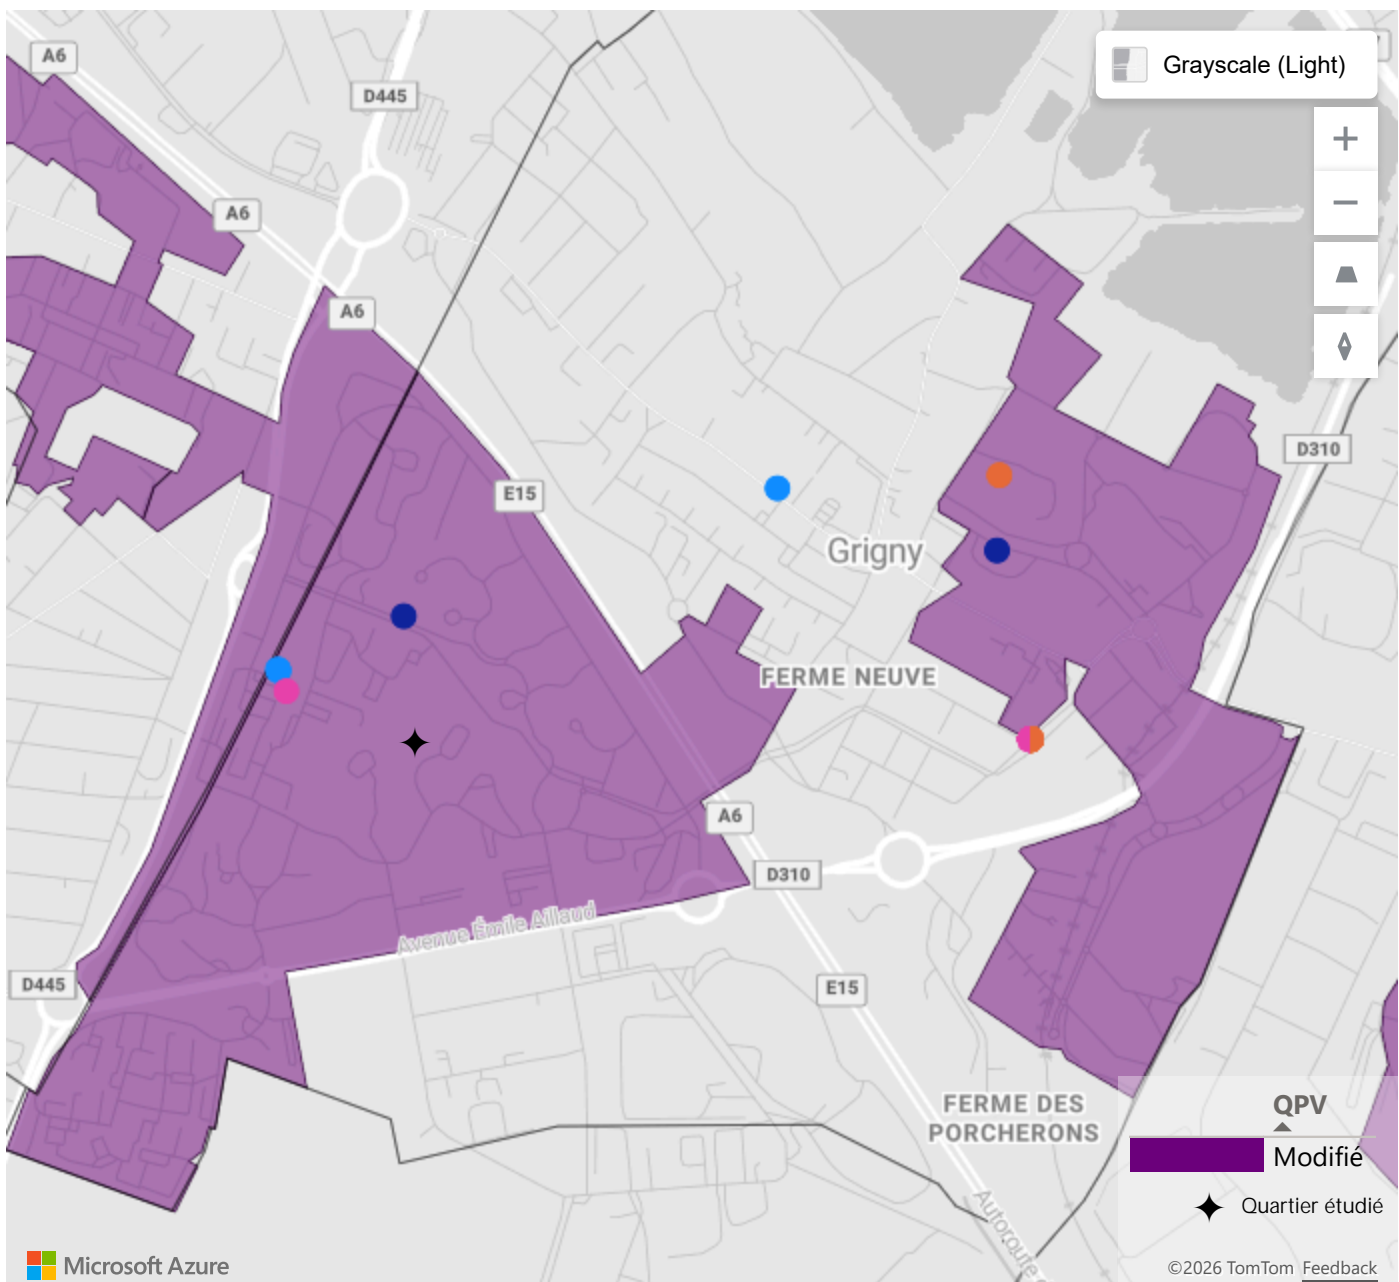 A6
D445
Grayscale (Light)
A6
A6
D310
E15
Grigny
FERME NEUVE
A6
D310
Avenue Émile Aillaud
D445
E15
FERME DES
PORCHERONS
QPV
Modifié
Quartier étudié
Autoroute
Microsoft Azure
©2026 TomTom Feedback